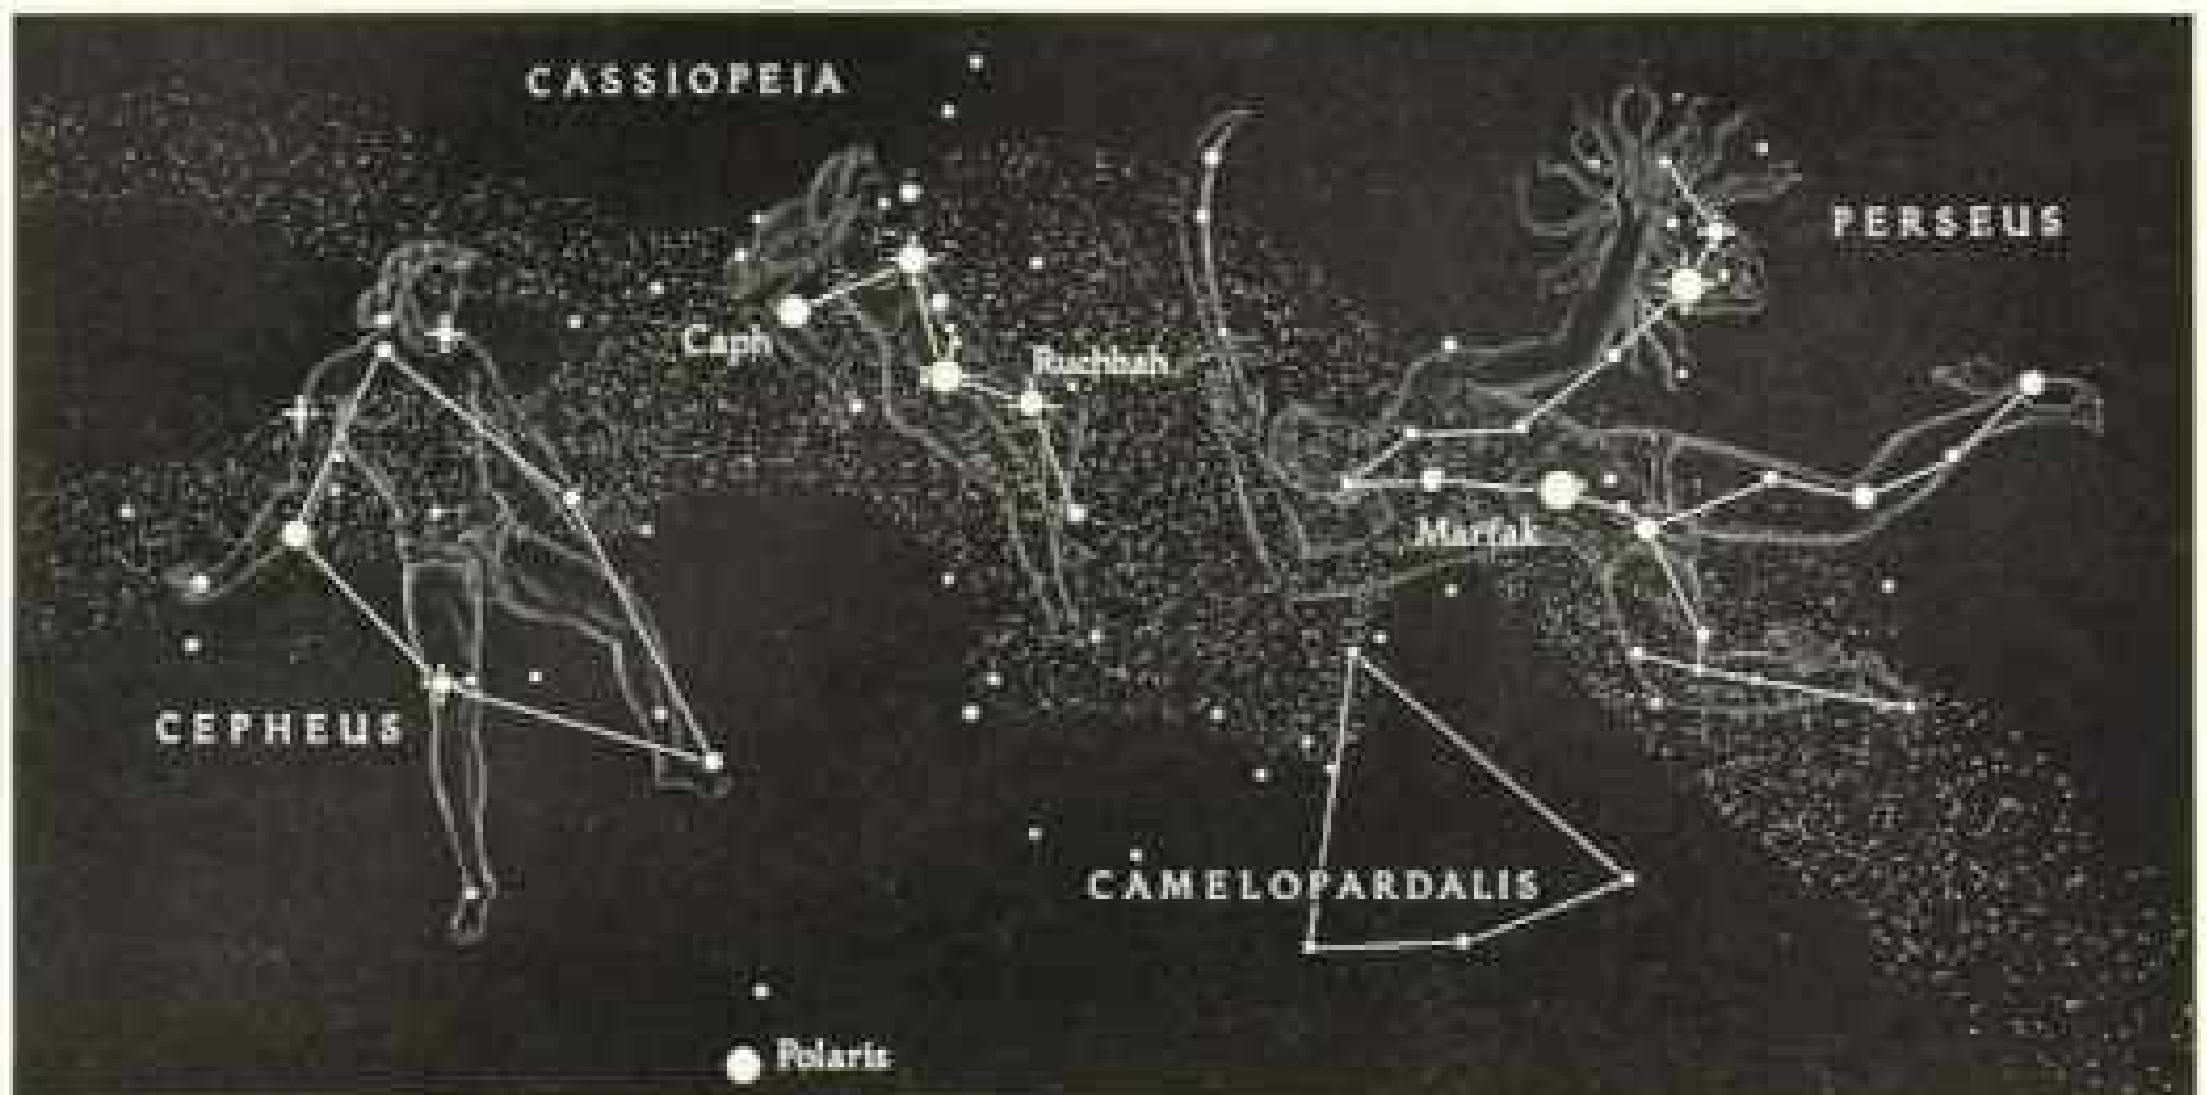 CASSIOPEIA
PERSEUS
Caph
Ruchbah
Marfak
CEPHEUS
CAMELOPARDALIS
Polaris